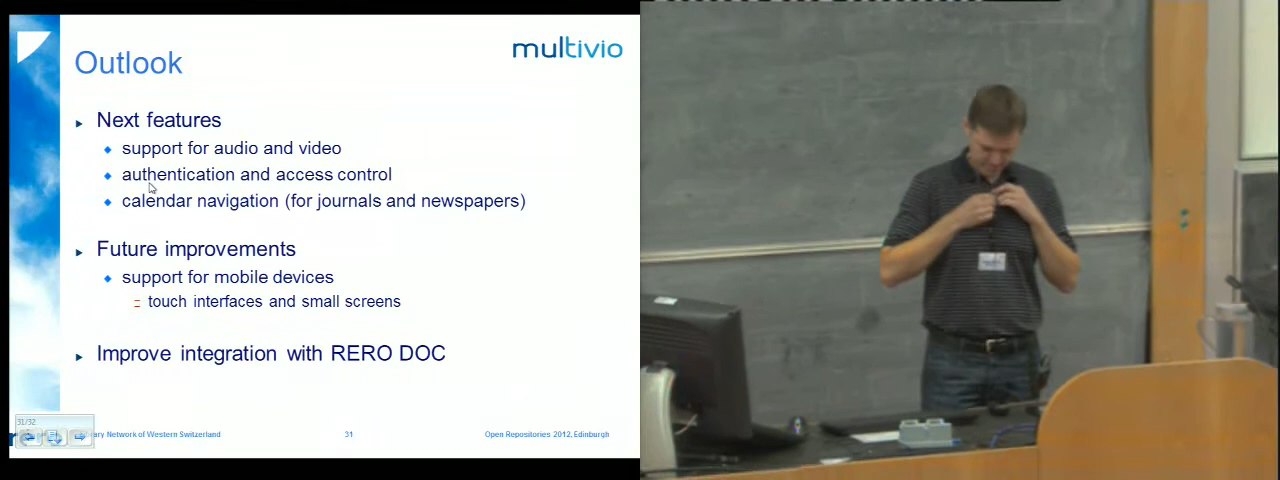 multivio
Outlook
Next features
support for audio and video
authentication and access control
calendar navigation (for journals and newspapers)
Future improvements
support for mobile devices
touch interfaces and small screens
Improve integration with RERO DOC
31/32
Network of Western Switzerland
31
Open Repositories 2012, Edinburgh